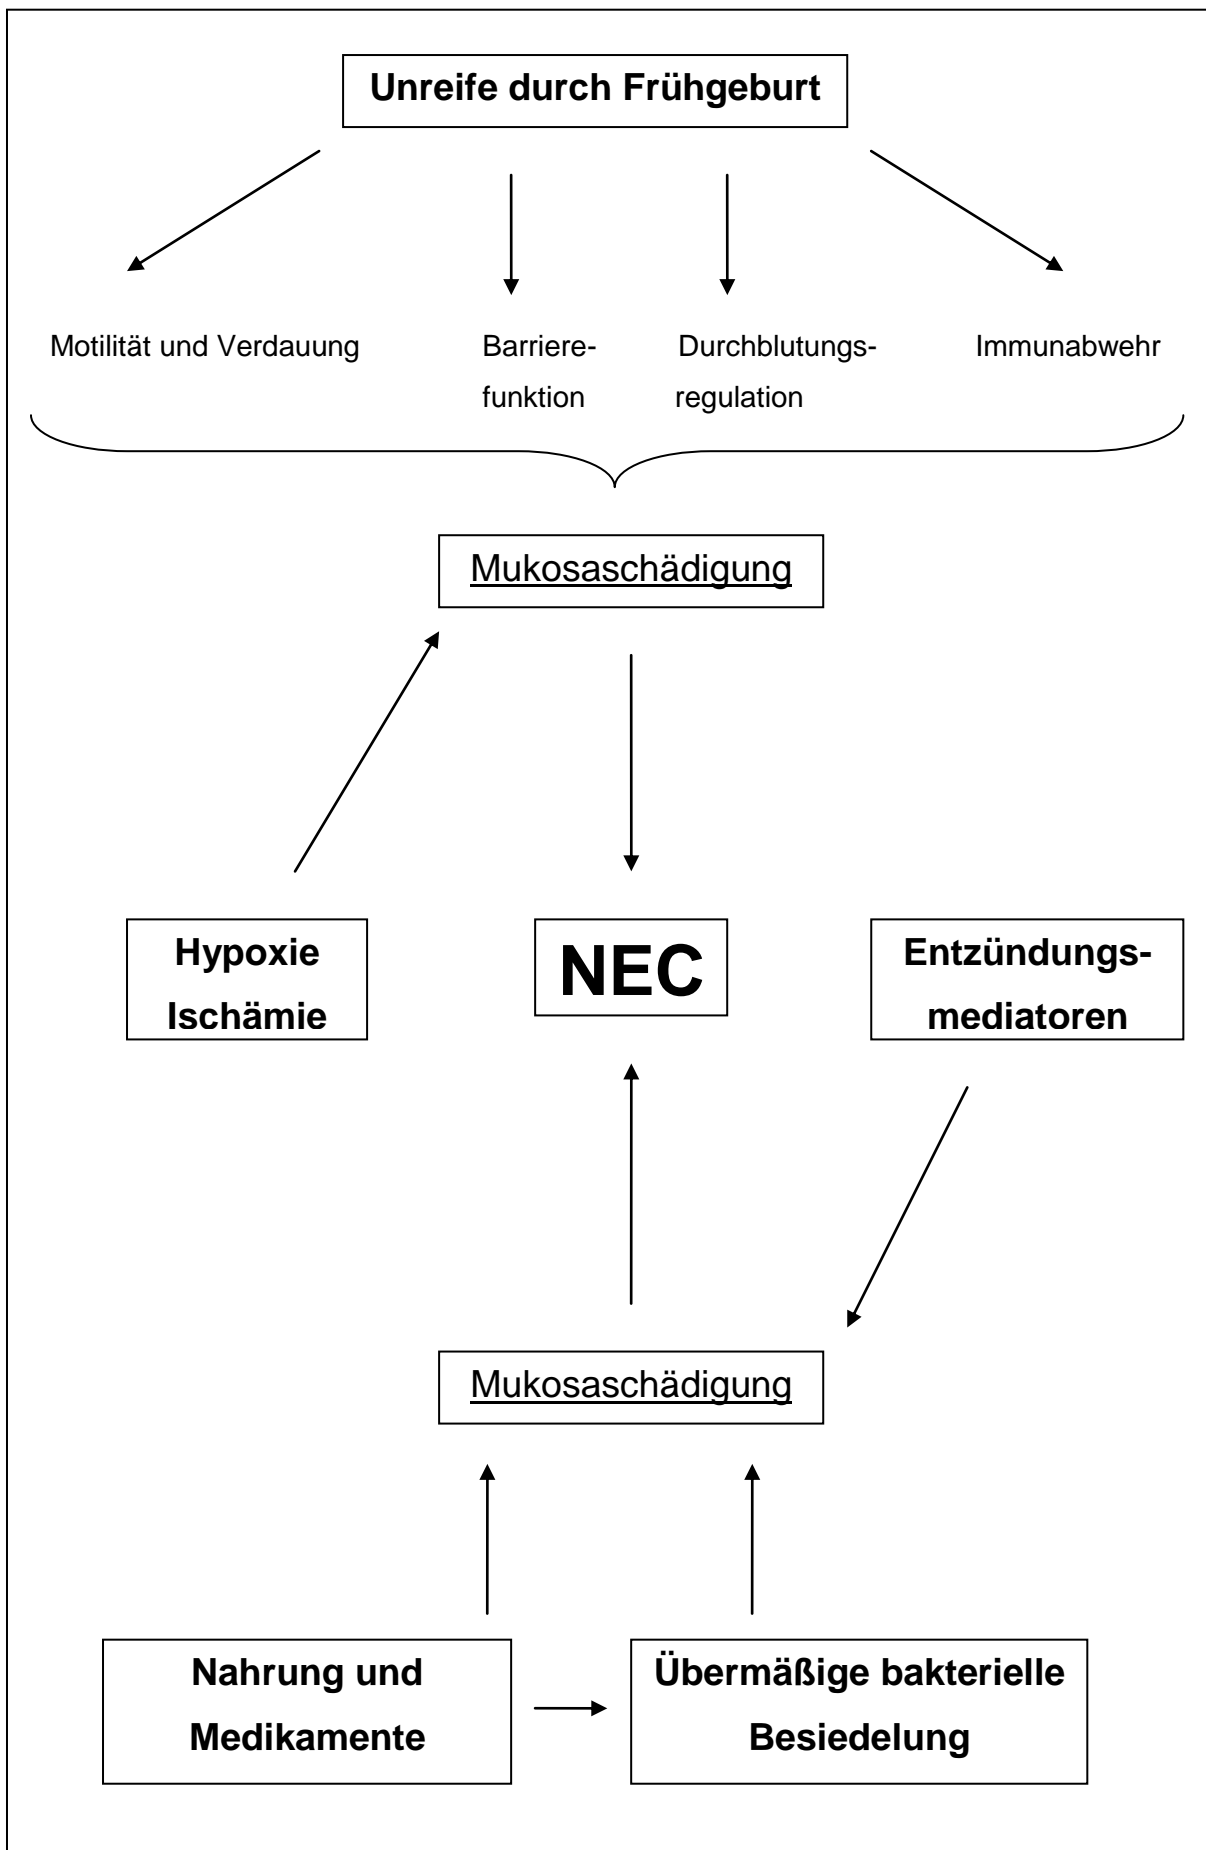 Unreife durch Frühgeburt
Motilität und Verdauung
Barriere-
funktion
Durchblutungs-
regulation
Immunabwehr
Mukosaschädigung
Hypoxie
Ischämie
NEC
Entzündungs-
mediatoren
Mukosaschädigung
Nahrung und
Medikamente
Übermäßige bakterielle
Besiedelung